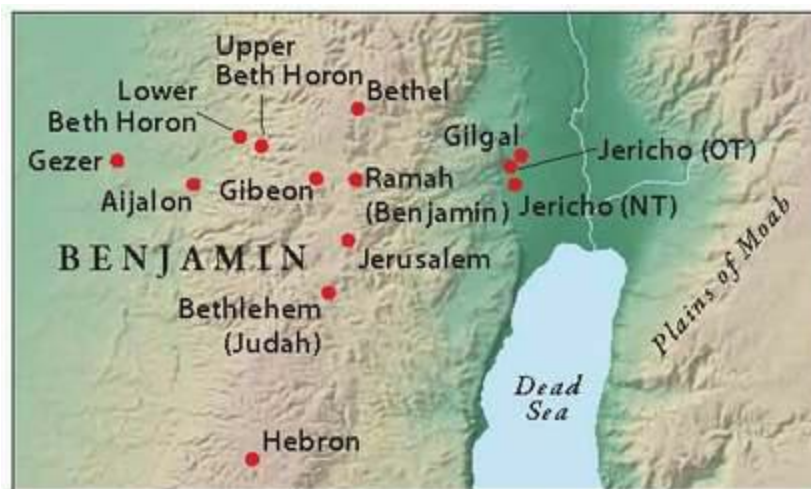 Upper
Beth Horon
Lower
Beth Horon
Bethel
Gilgal
Jericho (OT)
Gezer
Aijalon
Gibeon
Ramah
(Benjamin)
Jericho (NT)
BENJAMIN
Jerusalem
Plains of Moab
Bethlehem
(Judah)
Dead
Sea
Hebron